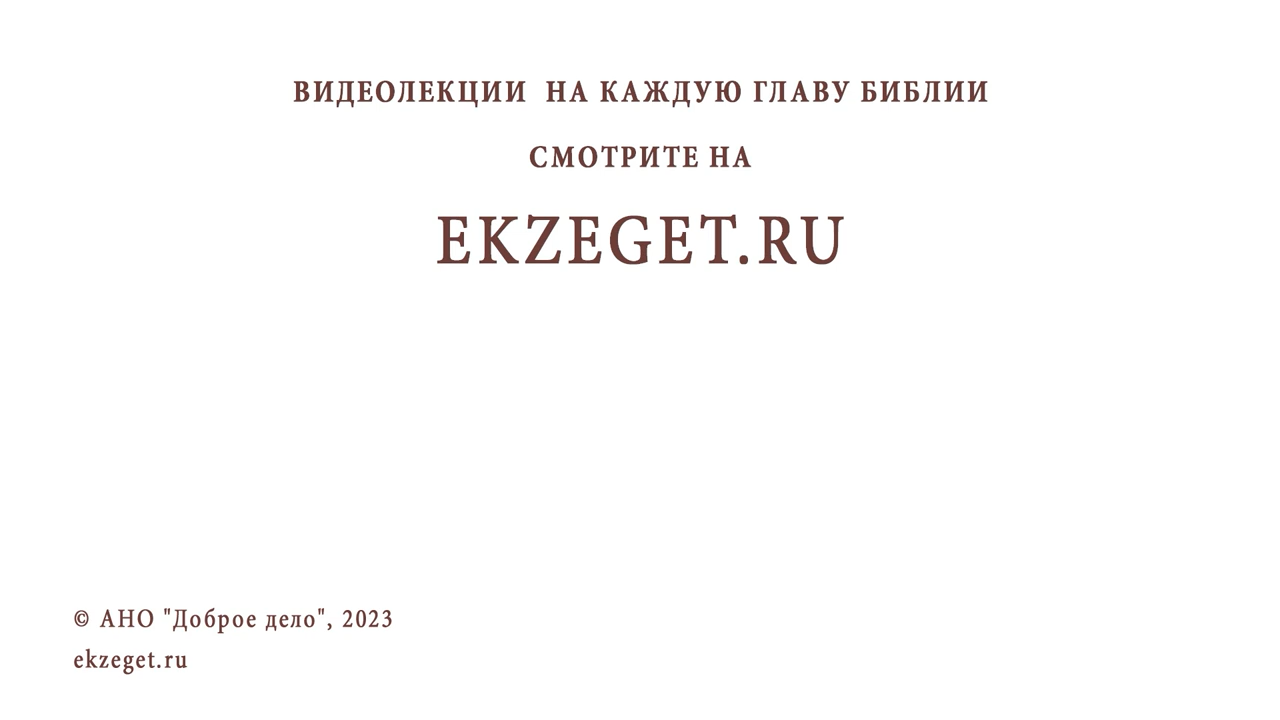 ВИДЕОЛЕКЦИИ НА КАЖДУЮ ГЛАВУ БИБЛИИ
СМОТРИТЕ НА
EKZEGET.RU
© АНО "Доброе дело", 2023
ekzeget.ru